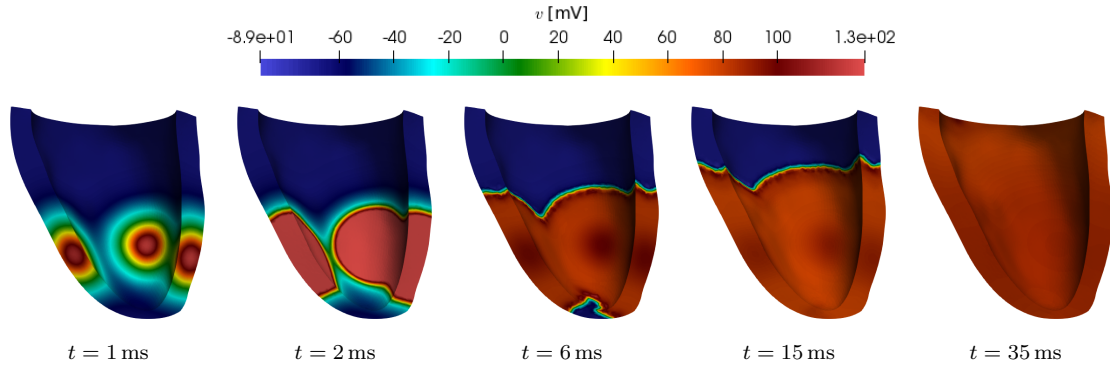 v [mV]
-8.9e+01 -60 -40 -20 0 20 40 60 80 100 1.3e+02
t = 1 ms t = 2 ms t = 6 ms t = 15 ms t = 35 ms